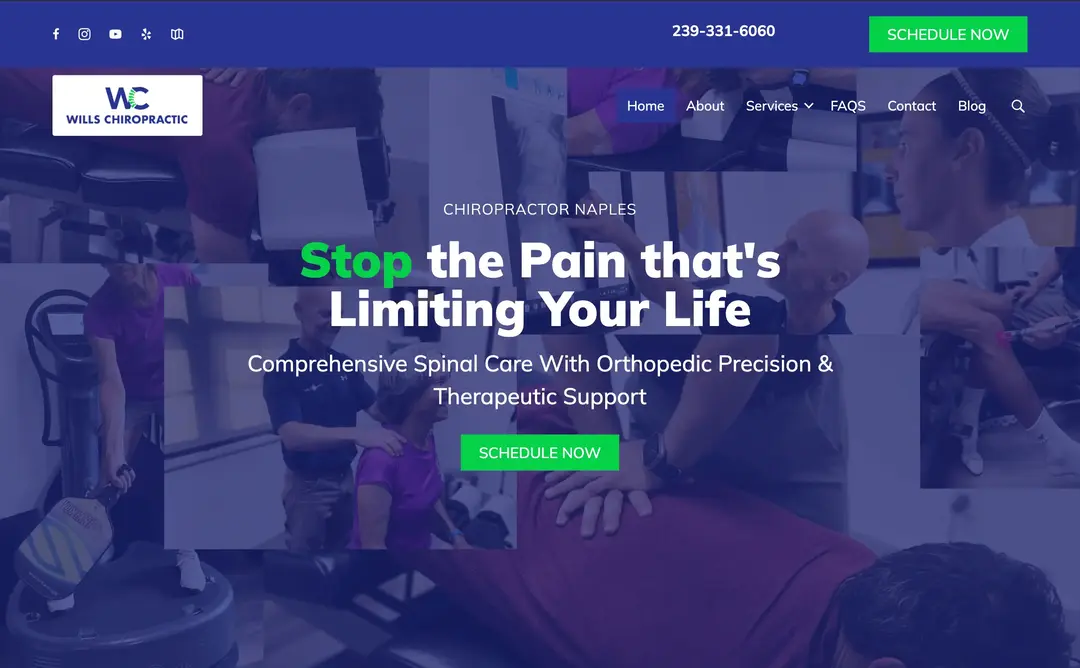 239-331-6060
SCHEDULE NOW
WC
WILLS CHIROPRACTIC
Home About Services FAQS Contact Blog
CHIROPRACTOR NAPLES
Stop the Pain that's
Limiting Your Life
Comprehensive Spinal Care With Orthopedic Precision &
Therapeutic Support
SCHEDULE NOW